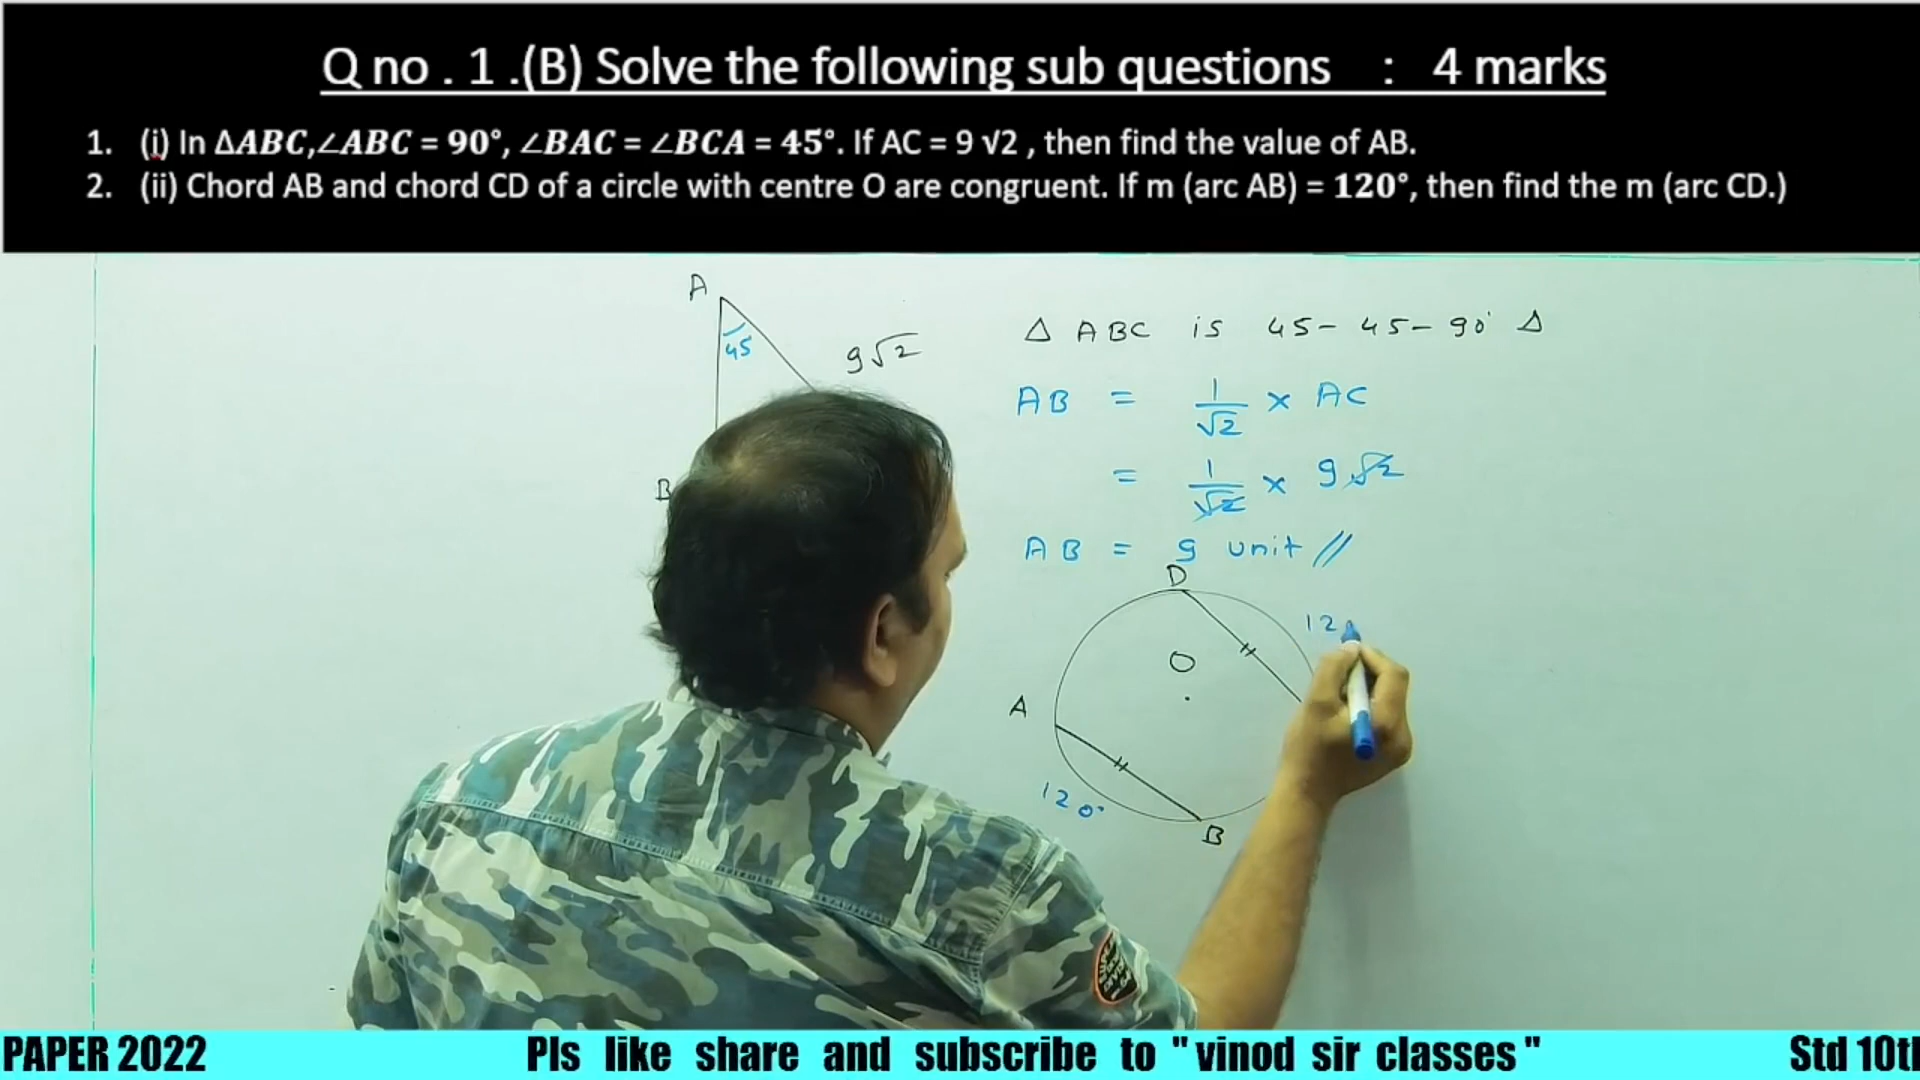 Q no . 1 .(B) Solve the following sub questions : 4 marks
1. (i) In ∆ABC,∠ABC = 90°, ∠BAC = ∠BCA = 45°. If AC = 9 √2 , then find the value of AB.
2. (ii) Chord AB and chord CD of a circle with centre O are congruent. If m (arc AB) = 120°, then find the m (arc CD.)
A
45
9√2
B
∆ ABC is 45- 45- 90° ∆
AB = 1/√2 × AC
= 1/√2 × 9√2
AB = 9 unit //
D
12
O
A
120°
B
PAPER 2022
Pls like share and subscribe to "vinod sir classes"
Std 10t